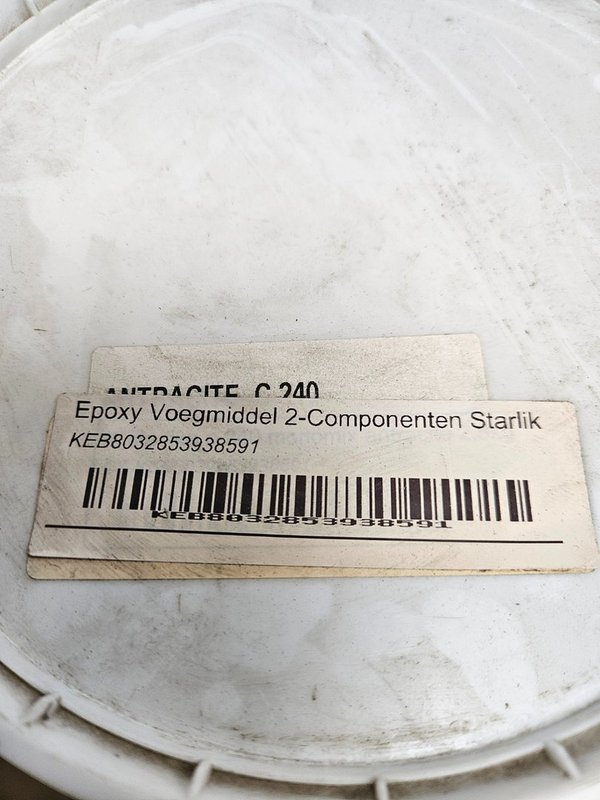 ANTRACITE C.240
Epoxy Voegmiddel 2-Componenten Starlik
KEB8032853938591
KEB8032853938591